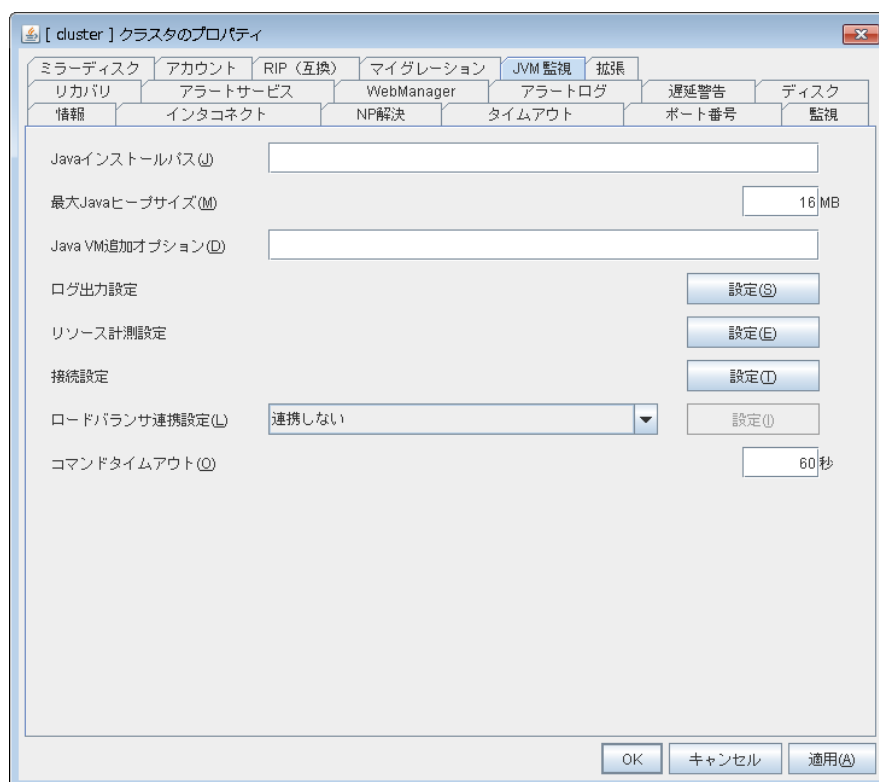 [ cluster ] クラスタのプロパティ
ミラーディスク アカウント RIP（互換） マイグレーション JVM 監視 拡張
リカバリ アラートサービス WebManager アラートログ 遅延警告 ディスク
情報 インタコネクト NP解決 タイムアウト ポート番号 監視
Javaインストールパス(J)
最大Javaヒープサイズ(M) 16 MB
Java VM追加オプション(D)
ログ出力設定 設定(S)
リソース計測設定 設定(E)
接続設定 設定(T)
ロードバランサ連携設定(L) 連携しない 設定(I)
コマンドタイムアウト(O) 60 秒
OK キャンセル 適用(A)